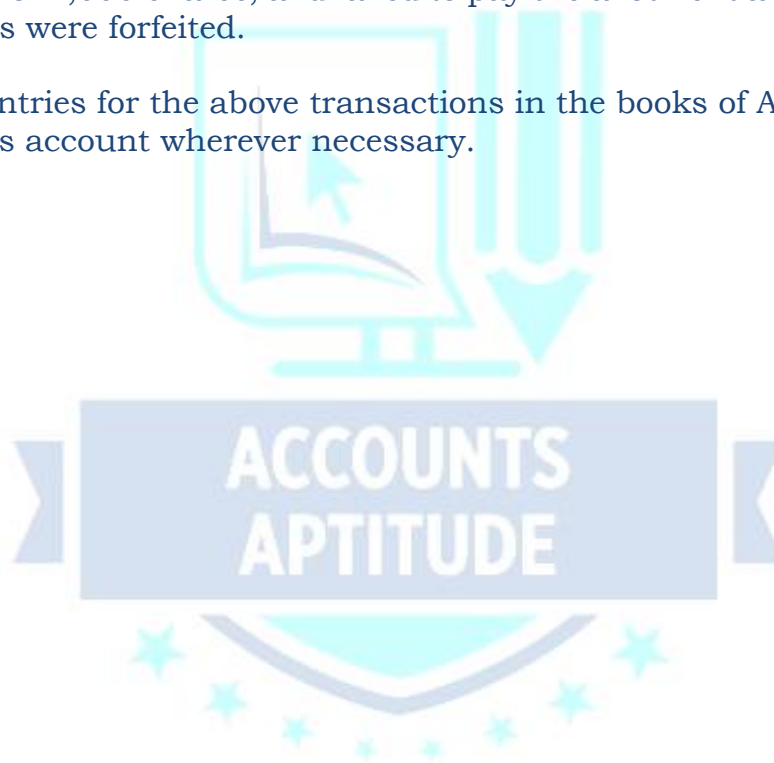 s were forfeited.
ntries for the above transactions in the books of A
s account wherever necessary.
ACCOUNTS
APTITUDE